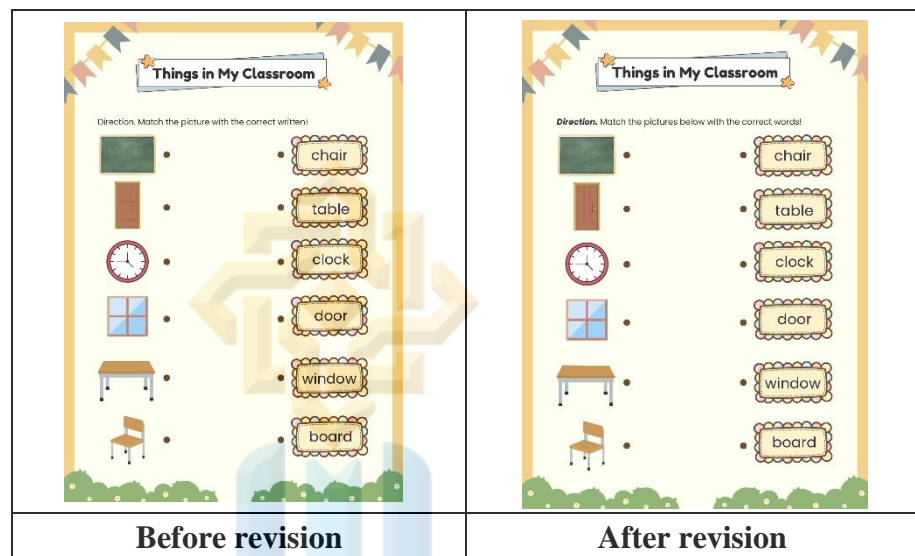 Things in My Classroom
Direction. Match the picture with the correct written!
chair
table
clock
door
window
board
Before revision
Things in My Classroom
Direction. Match the pictures below with the correct words!
chair
table
clock
door
window
board
After revision